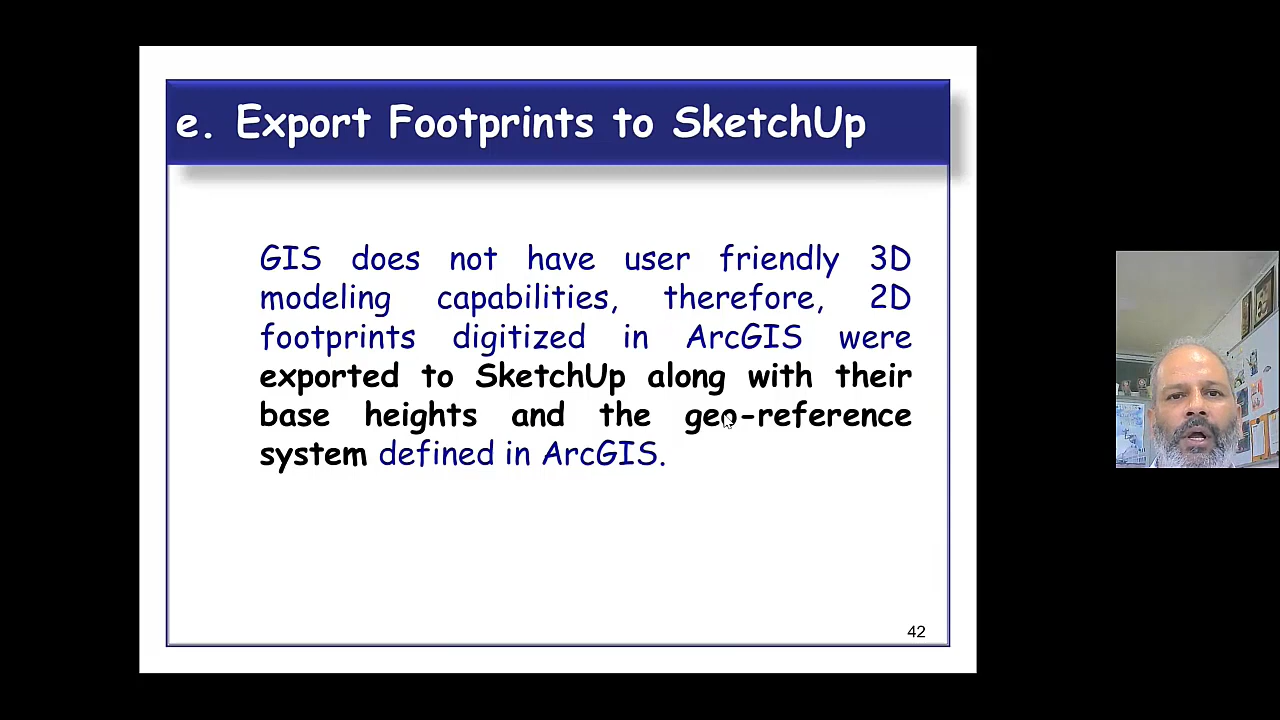 e. Export Footprints to SketchUp
GIS does not have user friendly 3D
modeling capabilities, therefore, 2D
footprints digitized in ArcGIS were
exported to SketchUp along with their
base heights and the geo-reference
system defined in ArcGIS.
42